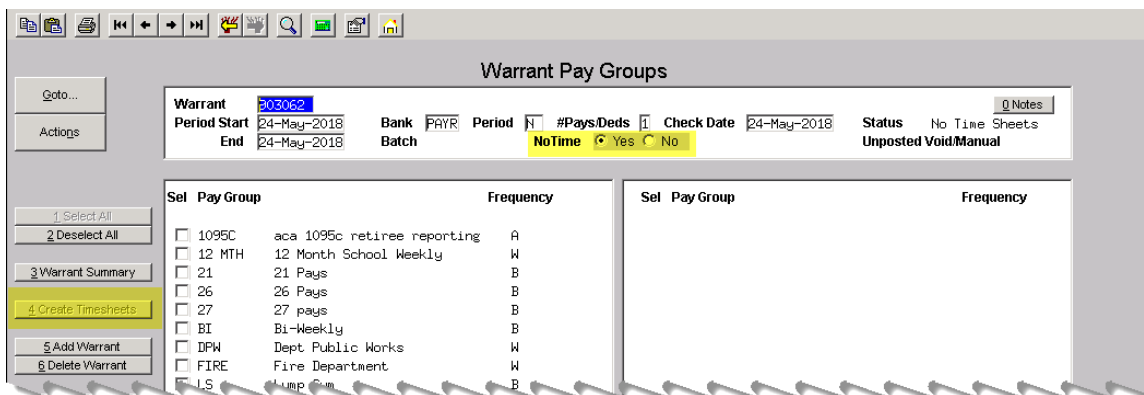 Warrant Pay Groups
Goto...
Actions
Warrant 303062 0 Notes
Period Start 24-May-2018 Bank PAYR Period N #Pays/Deds 1 Check Date 24-May-2018 Status No Time Sheets
End 24-May-2018 Batch NoTime Yes No Unposted Void/Manual
1 Select All
2 Deselect All
3 Warrant Summary
4 Create Timesheets
5 Add Warrant
6 Delete Warrant
Sel Pay Group Frequency
1095C aca 1095c retiree reporting A
12 MTH 12 Month School Weekly W
21 21 Pays B
26 26 Pays B
27 27 pays B
BI Bi-Weekly B
DPW Dept Public Works W
FIRE Fire Department W
LS Lump Sum B
Sel Pay Group Frequency